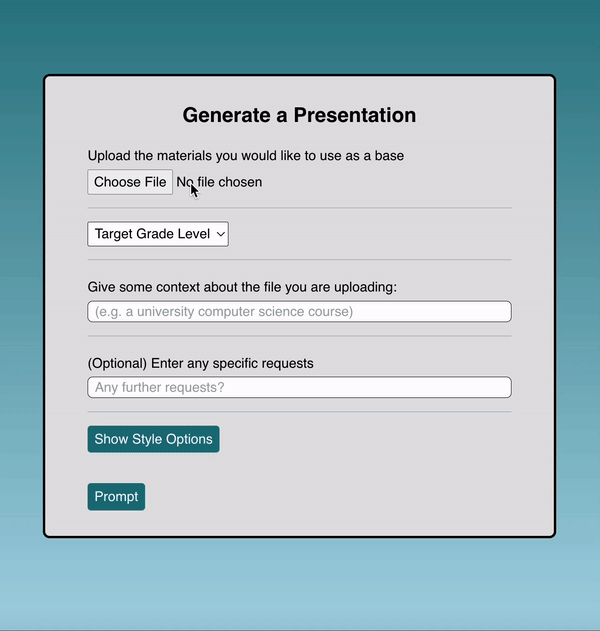 Generate a Presentation
Upload the materials you would like to use as a base
Choose File No file chosen
Target Grade Level
Give some context about the file you are uploading:
(e.g. a university computer science course)
(Optional) Enter any specific requests
Any further requests?
Show Style Options
Prompt